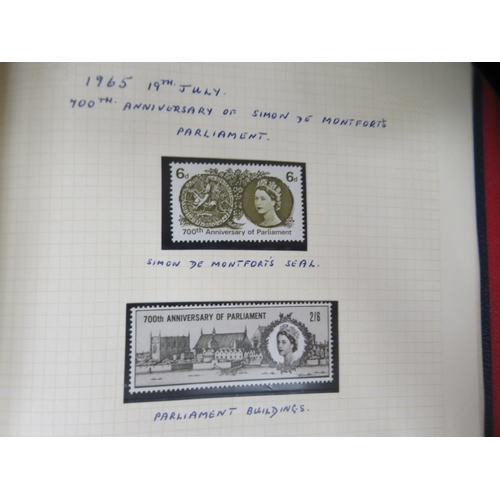 1965 19TH. JULY.
700TH. ANNIVERSARY OF SIMON DE MONTFORT'S
PARLIAMENT.
6d 6d
700th Anniversary of Parliament
SIMON DE MONTFORT'S SEAL.
700th ANNIVERSARY OF PARLIAMENT 2/6
PARLIAMENT BUILDINGS.